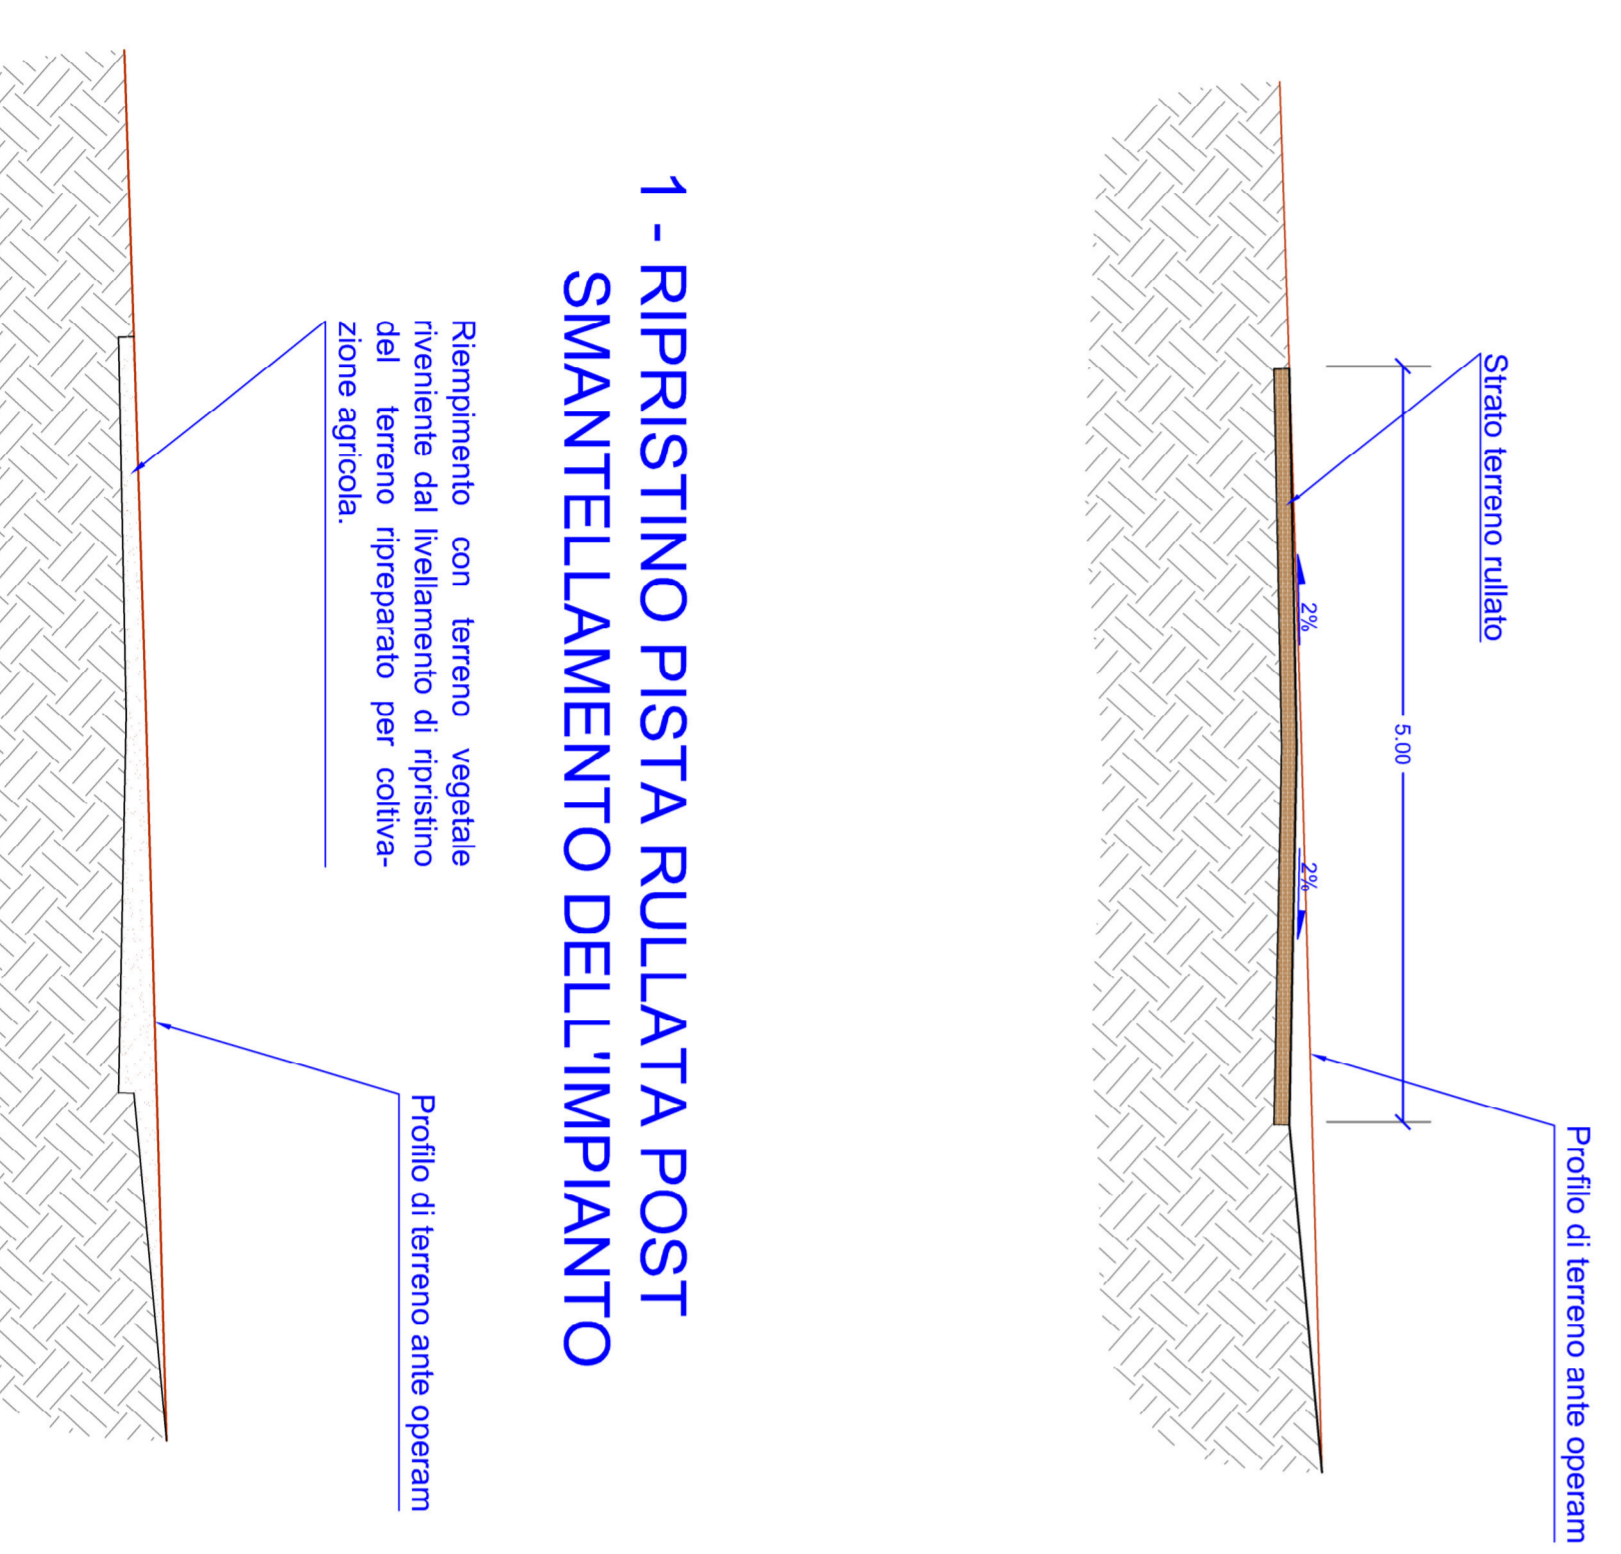 Profilo di terreno ante operam
Strato terreno rullato
5.00
2%
2%
1 - RIPRISTINO PISTA RULLATA POST
SMANTELLAMENTO DELL'IMPIANTO
Riempimento con terreno vegetale
riveniente dal livellamento di ripristino
del terreno ripreparato per coltiva-
zione agricola.
Profilo di terreno ante operam